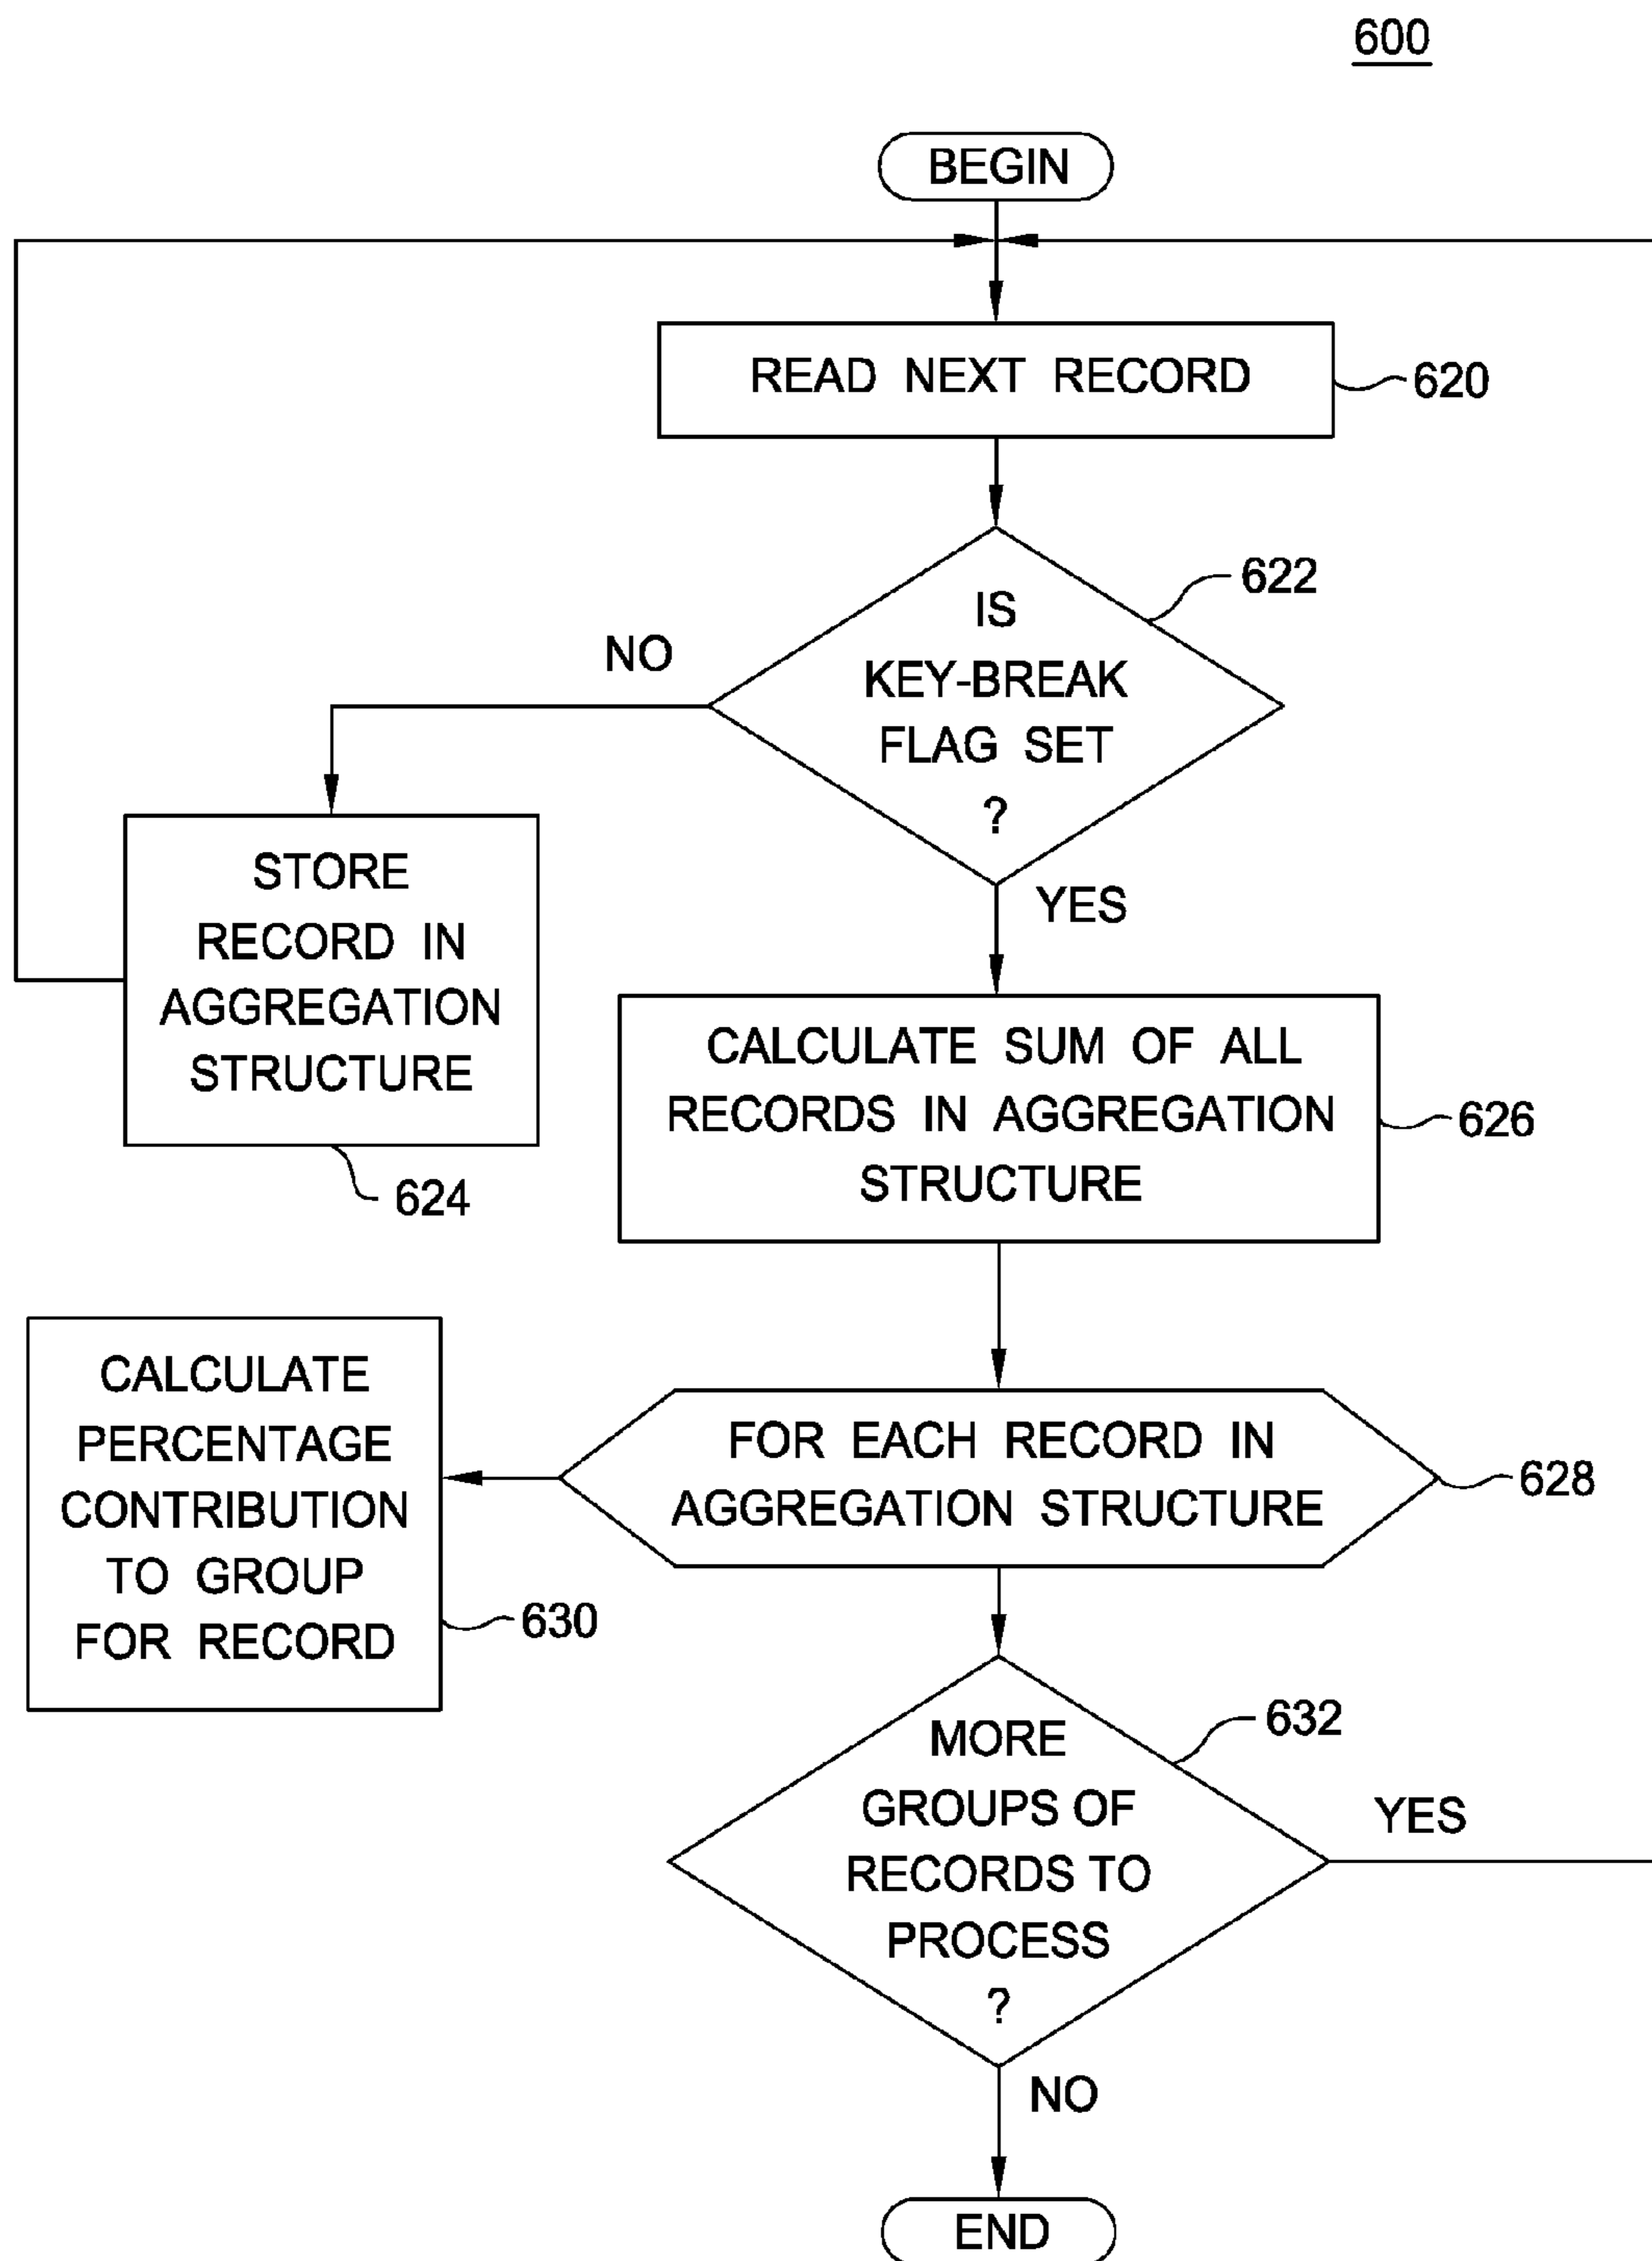 600
BEGIN
READ NEXT RECORD
620
IS
KEY-BREAK
FLAG SET
?
622
NO
YES
STORE
RECORD IN
AGGREGATION
STRUCTURE
624
CALCULATE SUM OF ALL
RECORDS IN AGGREGATION
STRUCTURE
626
FOR EACH RECORD IN
AGGREGATION STRUCTURE
628
CALCULATE
PERCENTAGE
CONTRIBUTION
TO GROUP
FOR RECORD
630
MORE
GROUPS OF
RECORDS TO
PROCESS
?
632
YES
NO
END